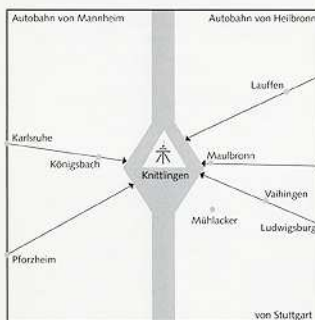 Autobahn von Mannheim
Autobahn von Heilbronn
Lauffen
Karlsruhe
Königsbach
Maulbronn
Knittlingen
Vaihingen
Mühlacker
Ludwigsburg
Pforzheim
von Stuttgart